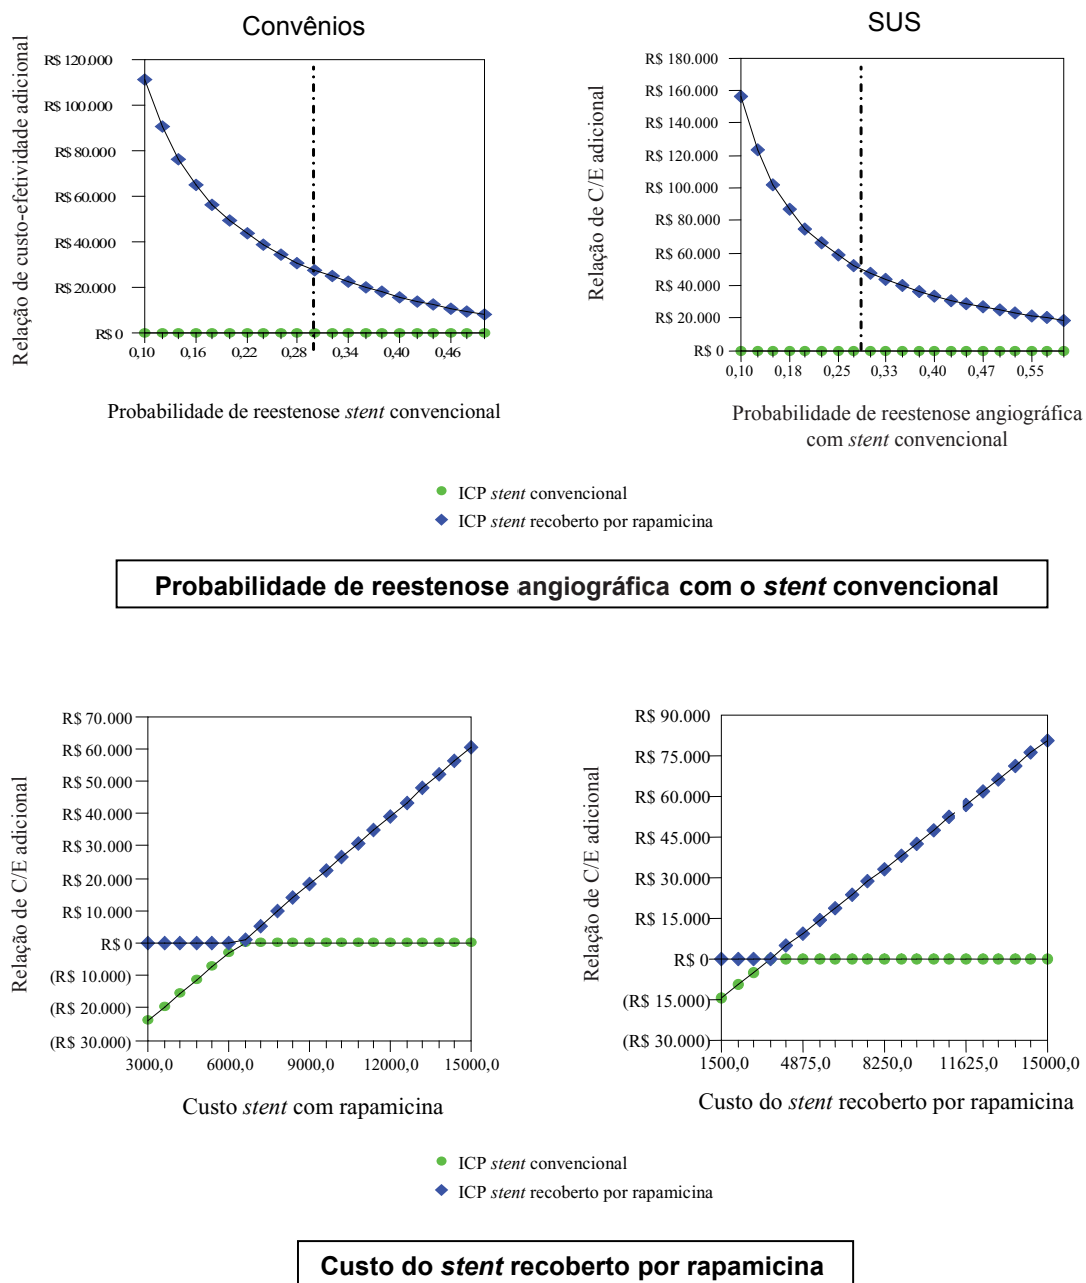 Convênios
Relação de custo-efetividade adicional
R$ 120.000
R$ 100.000
R$ 80.000
R$ 60.000
R$ 40.000
R$ 20.000
R$ 0
0,10 0,16 0,22 0,28 0,34 0,40 0,46
Probabilidade de reestenose stent convencional
SUS
Relação de C/E adicional
R$ 180.000
R$ 160.000
R$ 140.000
R$ 120.000
R$ 100.000
R$ 80.000
R$ 60.000
R$ 40.000
R$ 20.000
R$ 0
0,10 0,18 0,25 0,33 0,40 0,47 0,55
Probabilidade de reestenose angiográfica
com stent convencional
ICP stent convencional
ICP stent recoberto por rapamicina
Probabilidade de reestenose angiográfica com o stent convencional
Relação de C/E adicional
R$ 70.000
R$ 60.000
R$ 50.000
R$ 40.000
R$ 30.000
R$ 20.000
R$ 10.000
R$ 0
(R$ 10.000)
(R$ 20.000)
(R$ 30.000)
3000,0 6000,0 9000,0 12000,0 15000,0
Custo stent com rapamicina
Relação de C/E adicional
R$ 90.000
R$ 75.000
R$ 60.000
R$ 45.000
R$ 30.000
R$ 15.000
R$ 0
(R$ 15.000)
(R$ 30.000)
1500,0 4875,0 8250,0 11625,0 15000,0
Custo do stent recoberto por rapamicina
ICP stent convencional
ICP stent recoberto por rapamicina
Custo do stent recoberto por rapamicina